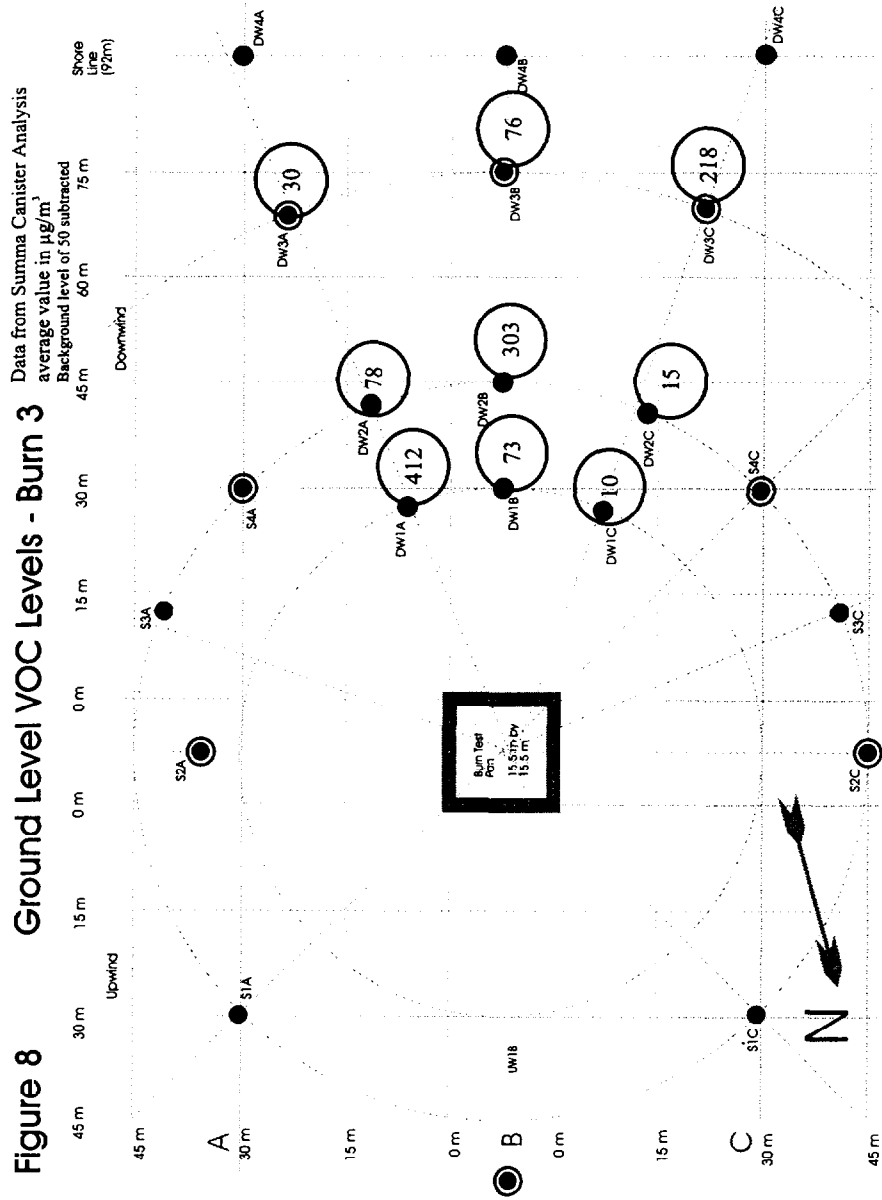 Figure 8 Ground Level VOC Levels - Burn 3
Data from Summa Canister Analysis
average value in µg/m³
Background level of 50 subtracted
45 m
30 m
15 m
0 m
0 m
15 m
30 m
45 m
60 m
75 m
Shore
Line
(92m)
Upwind
Downwind
45 m
A
30 m
15 m
0 m
B
0 m
15 m
C
30 m
45 m
S1A
S2A
S3A
S4A
DW3A
30
DW4A
DW2A
78
DW1A
412
UW1B
Burn Test
Pan
15.5m by
15.5 m
DW1B
73
DW2B
303
DW3B
76
DW4B
DW1C
10
DW2C
15
DW3C
218
DW4C
S1C
S2C
S3C
S4C
N